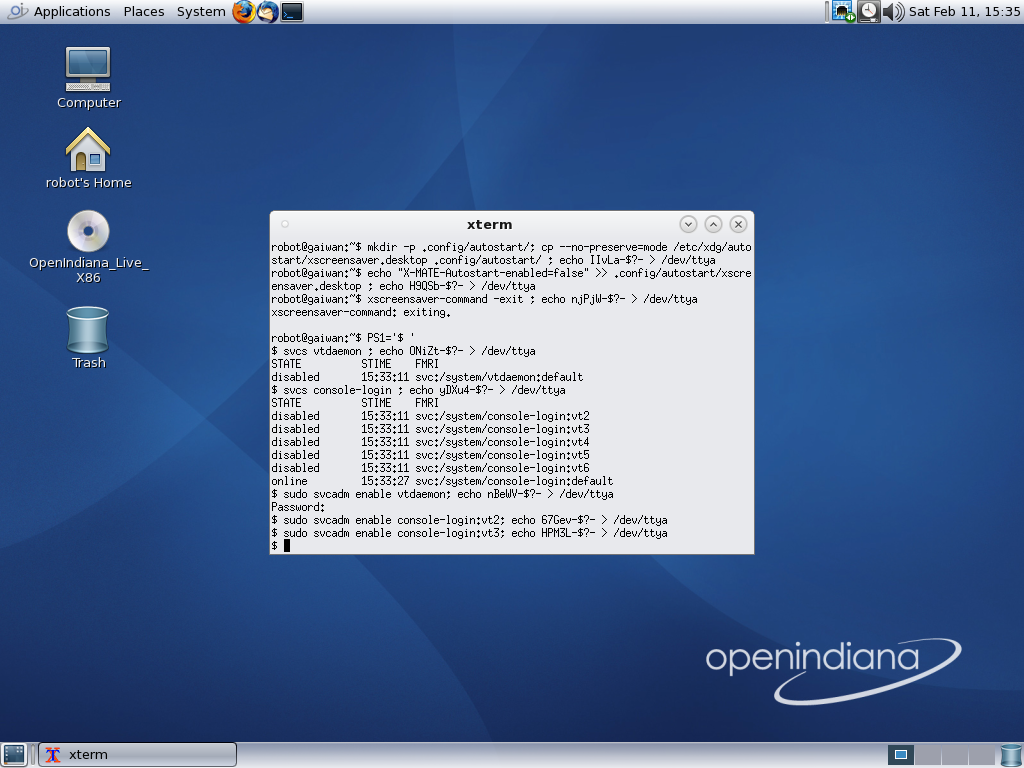 Applications Places System Sat Feb 11, 15:35
Computer
robot's Home
OpenIndiana_Live_
X86
Trash
xterm
robot@gaiwan:~$ mkdir -p .config/autostart/; cp --no-preserve=mode /etc/xdg/auto
start/xscreensaver.desktop .config/autostart/ ; echo IIvLa-$?- > /dev/ttya
robot@gaiwan:~$ echo "X-MATE-Autostart-enabled=false" >> .config/autostart/xscre
ensaver.desktop ; echo H9QSb-$?- > /dev/ttya
robot@gaiwan:~$ xscreensaver-command -exit ; echo njPjW-$?- > /dev/ttya
xscreensaver-command: exiting.
robot@gaiwan:~$ PS1='$ '
$ svcs vtdaemon ; echo ONiZt-$?- > /dev/ttya
STATE STIME FMRI
disabled 15:33:11 svc:/system/vtdaemon:default
$ svcs console-login ; echo yDXu4-$?- > /dev/ttya
STATE STIME FMRI
disabled 15:33:11 svc:/system/console-login:vt2
disabled 15:33:11 svc:/system/console-login:vt3
disabled 15:33:11 svc:/system/console-login:vt4
disabled 15:33:11 svc:/system/console-login:vt5
disabled 15:33:11 svc:/system/console-login:vt6
online 15:33:27 svc:/system/console-login:default
$ sudo svcadm enable vtdaemon; echo nBeWV-$?- > /dev/ttya
Password:
$ sudo svcadm enable console-login:vt2; echo 67Gev-$?- > /dev/ttya
$ sudo svcadm enable console-login:vt3; echo HPM3L-$?- > /dev/ttya
$
openindiana
xterm